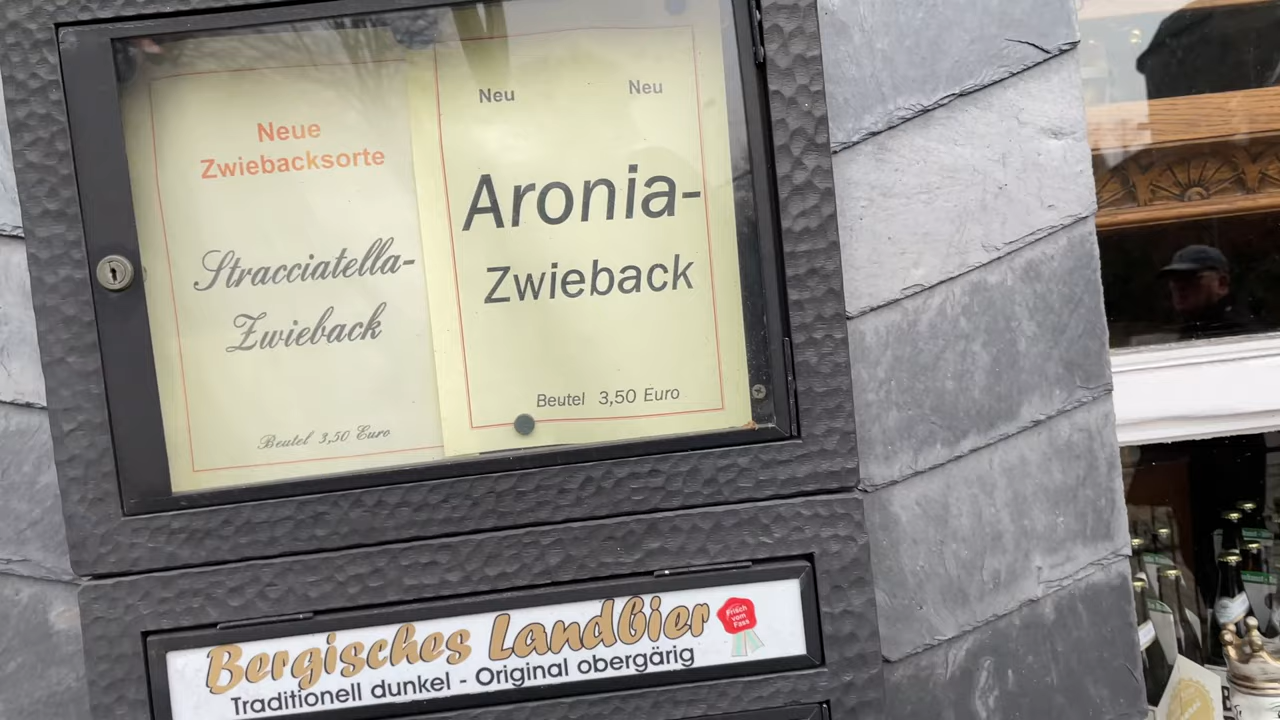 Neue
Zwiebacksorte
Stracciatella-
Zwieback
Beutel 3,50 Euro
Neu Neu
Aronia-
Zwieback
Beutel 3,50 Euro
Bergisches Landbier
Traditionell dunkel - Original obergärig
Frisch
vom
Fass